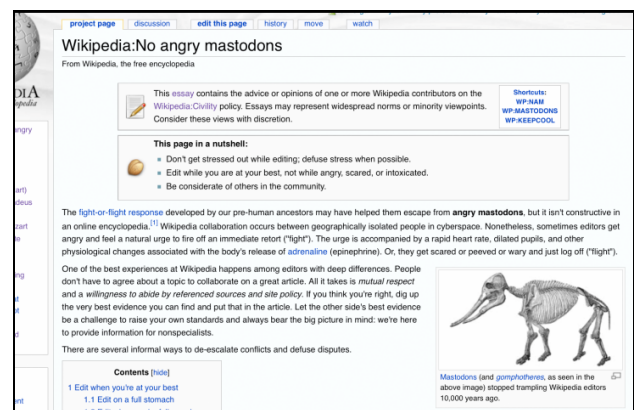 project page
discussion
edit this page
history
move
watch
Wikipedia:No angry mastodons
From Wikipedia, the free encyclopedia
This essay contains the advice or opinions of one or more Wikipedia contributors on the
Wikipedia:Civility policy. Essays may represent widespread norms or minority viewpoints.
Consider these views with discretion.
Shortcuts:
WP:NAM
WP:MASTODONS
WP:KEEPCOOL
This page in a nutshell:
Don't get stressed out while editing; defuse stress when possible.
Edit while you are at your best, not while angry, scared, or intoxicated.
Be considerate of others in the community.
The fight-or-flight response developed by our pre-human ancestors may have helped them escape from angry mastodons, but it isn't constructive in
an online encyclopedia.[1] Wikipedia collaboration occurs between geographically isolated people in cyberspace. Nonetheless, sometimes editors get
angry and feel a natural urge to fire off an immediate retort ("fight"). The urge is accompanied by a rapid heart rate, dilated pupils, and other
physiological changes associated with the body's release of adrenaline (epinephrine). Or, they get scared or peeved or wary and just log off ("flight").
One of the best experiences at Wikipedia happens among editors with deep differences. People
don't have to agree about a topic to collaborate on a great article. All it takes is mutual respect
and a willingness to abide by referenced sources and site policy. If you think you're right, dig up
the very best evidence you can find and put that in the article. Let the other side's best evidence
be a challenge to raise your own standards and always bear the big picture in mind: we're here
to provide information for nonspecialists.
There are several informal ways to de-escalate conflicts and defuse disputes.
Mastodons (and gomphotheres, as seen in the
above image) stopped trampling Wikipedia editors
10,000 years ago.
Contents [hide]
1 Edit when you're at your best
1.1 Edit on a full stomach